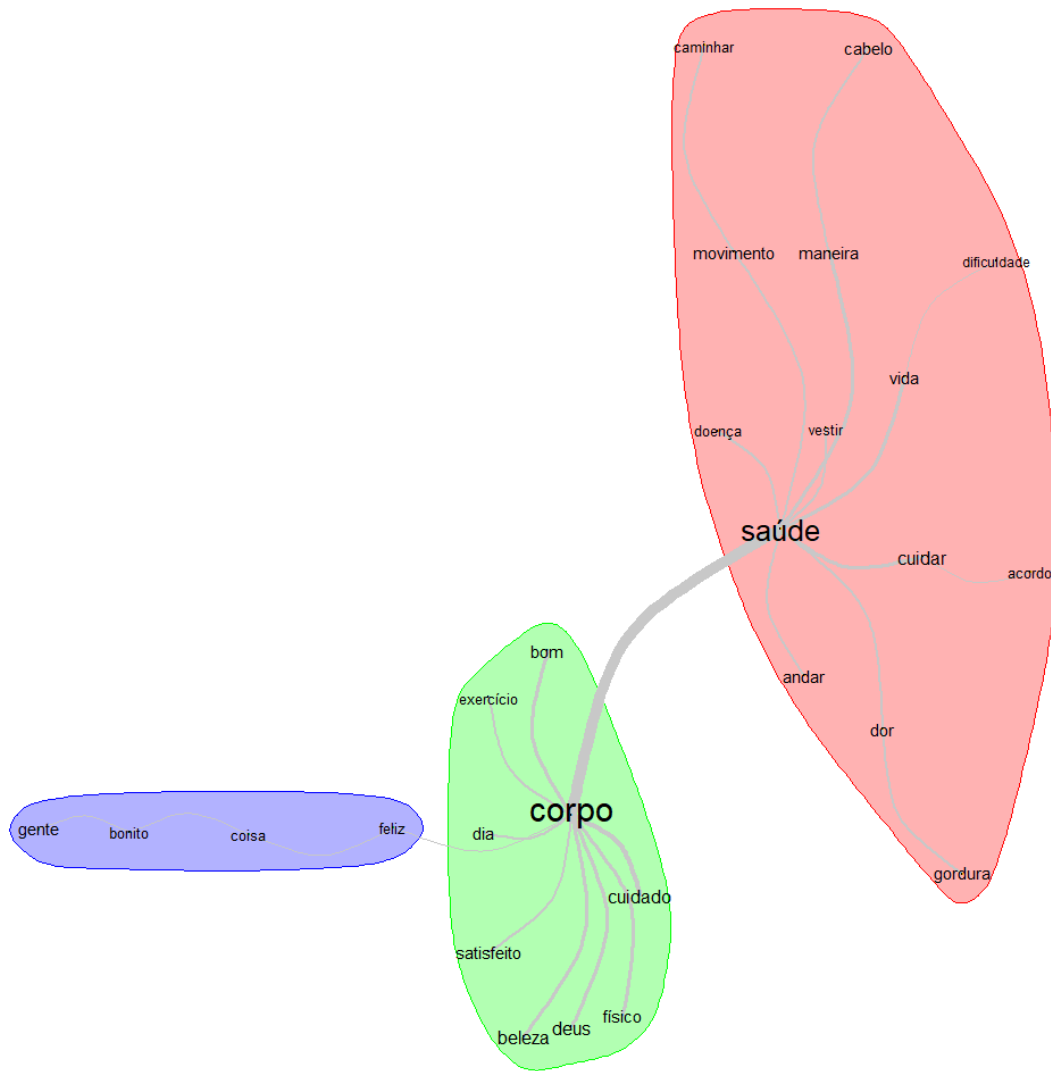 caminhar
cabelo
movimento
maneira
dificuldade
vida
doença
vestir
saúde
cuidar
acordo
bom
andar
exercício
dor
corpo
gente
bonito
coisa
feliz
dia
gordura
cuidado
satisfeito
físico
deus
beleza